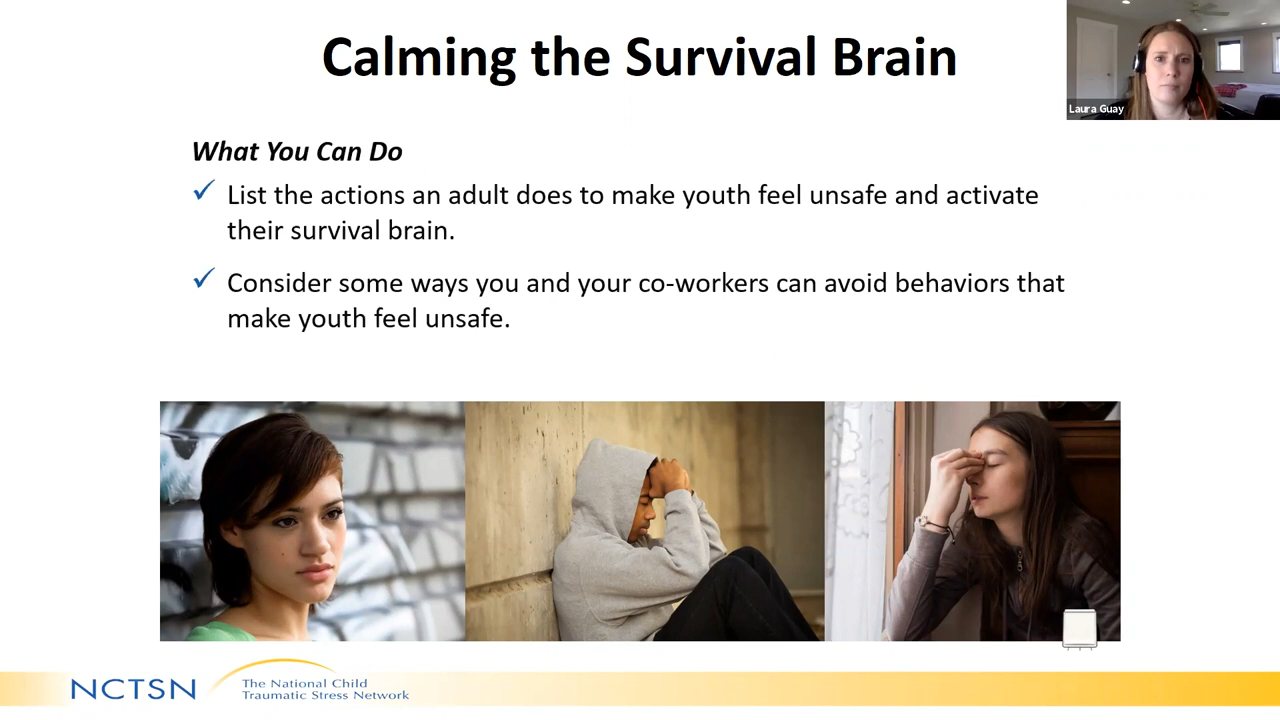 Calming the Survival Brain
Laura Guay
What You Can Do
✓ List the actions an adult does to make youth feel unsafe and activate
their survival brain.
✓ Consider some ways you and your co-workers can avoid behaviors that
make youth feel unsafe.
NCTSN
The National Child
Traumatic Stress Network